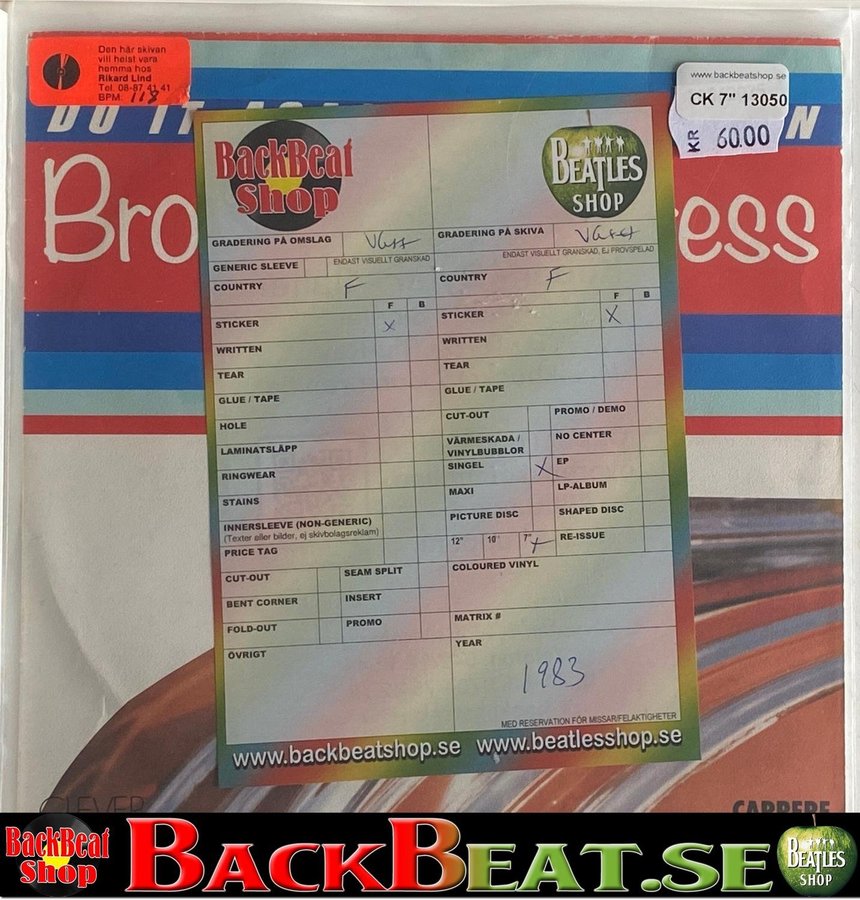 Den här skivan
vill helst vara
hemma hos
Rikard Lind
Tel. 08-87 41 41
BPM: 118
www.backbeatshop.se
CK 7" 13050
KR 60.00
DO IT
N
Bro
ress
BackBeat
Shop
BEATLES
SHOP
GRADERING PÅ OMSLAG
GRADERING PÅ SKIVA
ENDAST VISUELLT GRANSKAD
ENDAST VISUELLT GRANSKAD, EJ PROVSPELAD
GENERIC SLEEVE
COUNTRY F
COUNTRY F
F B
F B
STICKER X
STICKER X
WRITTEN
WRITTEN
TEAR
TEAR
GLUE / TAPE
GLUE / TAPE
HOLE
CUT-OUT
PROMO / DEMO
LAMINATSLÄPP
VÄRMESKADA /
VINYLBUBBLOR
NO CENTER
RINGWEAR
SINGEL X
EP
STAINS
MAXI
LP-ALBUM
INNERSLEEVE (NON-GENERIC)
(Texter eller bilder, ej skivbolagsreklam)
PICTURE DISC
SHAPED DISC
PRICE TAG
12" 10' 7" X
RE-ISSUE
CUT-OUT
SEAM SPLIT
COLOURED VINYL
BENT CORNER
INSERT
FOLD-OUT
PROMO
MATRIX #
ÖVRIGT
YEAR
1983
MED RESERVATION FÖR MISSAR/FELAKTIGHETER
www.backbeatshop.se www.beatlesshop.se
CLEVER
CARRERE
BackBeat
Shop
BACKBEAT.SE
BEATLES
SHOP